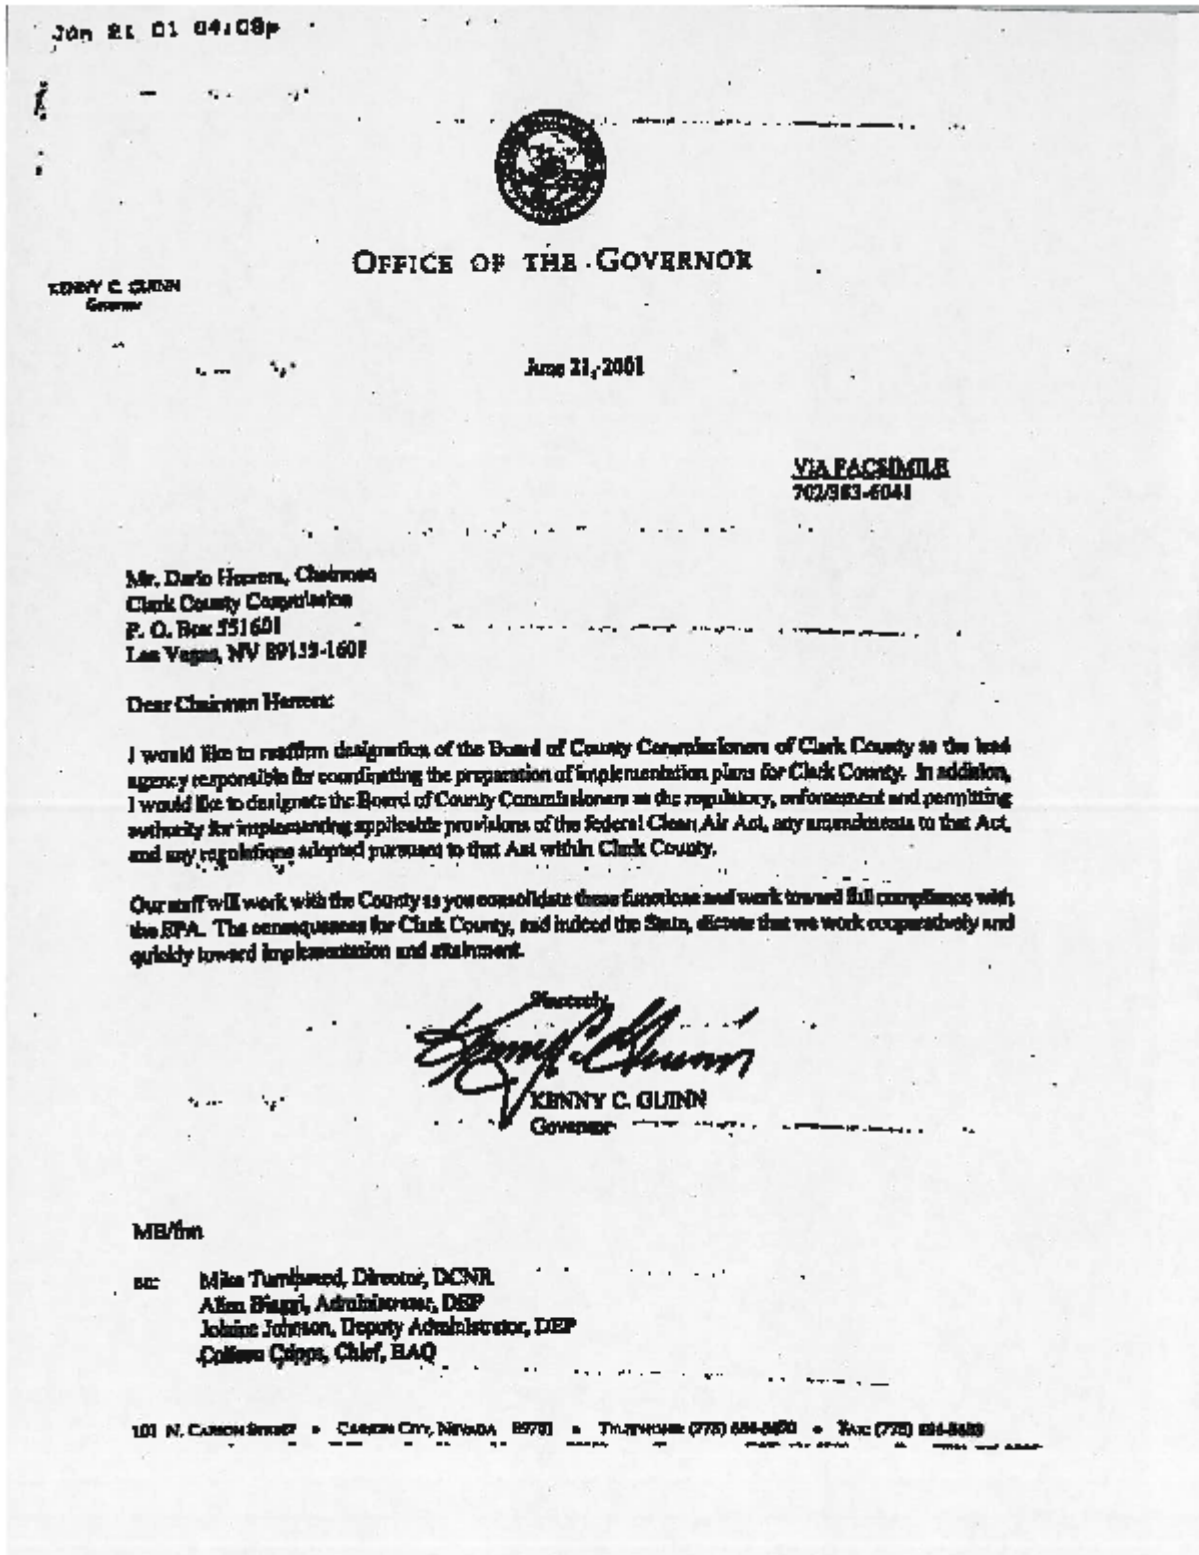 Jun 21 01 04:08p
OFFICE OF THE GOVERNOR
KENNY C. GUINN
Governor
June 21, 2001
VIA FACSIMILE
702/383-6041
Mr. Dario Herrera, Chairman
Clark County Commission
P. O. Box 551601
Las Vegas, NV 89155-1601
Dear Chairman Herrera:
I would like to reaffirm designation of the Board of County Commissioners of Clark County as the lead
agency responsible for coordinating the preparation of implementation plans for Clark County. In addition,
I would like to designate the Board of County Commissioners as the regulatory, enforcement and permitting
authority for implementing applicable provisions of the federal Clean Air Act, any amendments to that Act,
and any regulations adopted pursuant to that Act within Clark County.
Our staff will work with the County as you consolidate these functions and work toward full compliance with
the EPA. The consequences for Clark County, and indeed the State, dictate that we work cooperatively and
quickly toward implementation and attainment.
Sincerely,
Kenny C. Guinn
KENNY C. GUINN
Governor
Mike Turnipseed, Director, DCNR
Allen Biaggi, Administrator, DEP
Jolaine Johnson, Deputy Administrator, DEP
Colleen Cripps, Chief, BAQ
101 N. CARSON STREET • CARSON CITY, NEVADA 89701 • TELEPHONE (775) • FAX: (775)